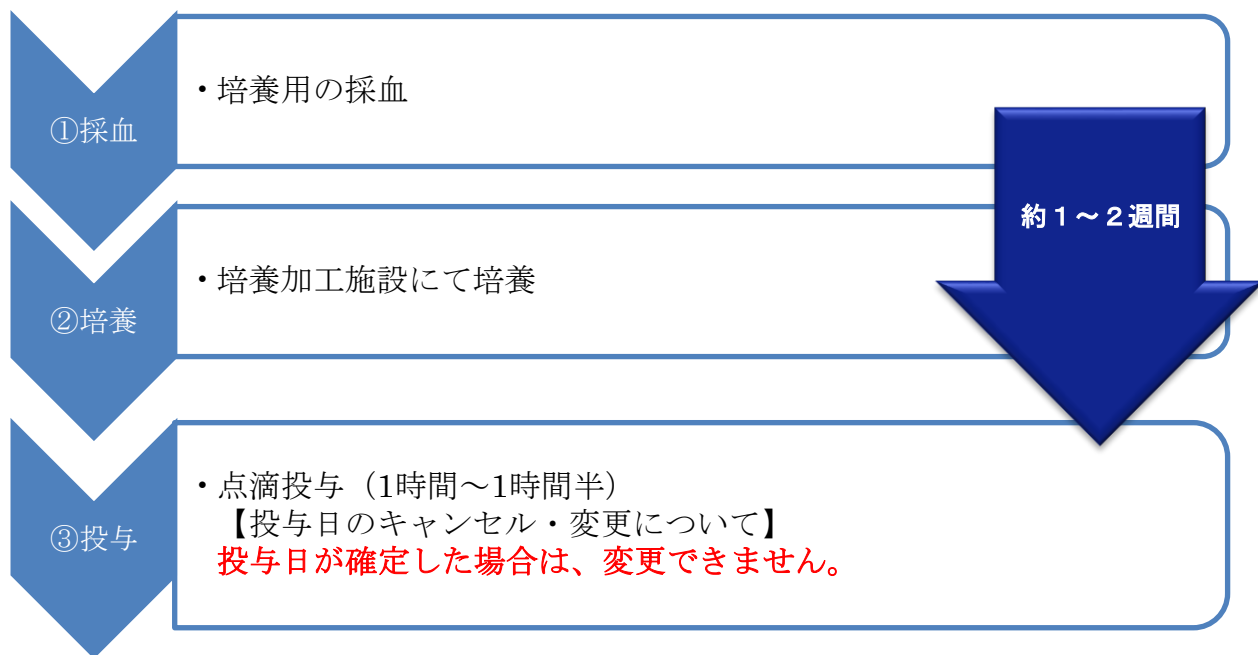 ①採血
・培養用の採血
約１～２週間
②培養
・培養加工施設にて培養
③投与
・点滴投与（1時間～1時間半）
【投与日のキャンセル・変更について】
投与日が確定した場合は、変更できません。